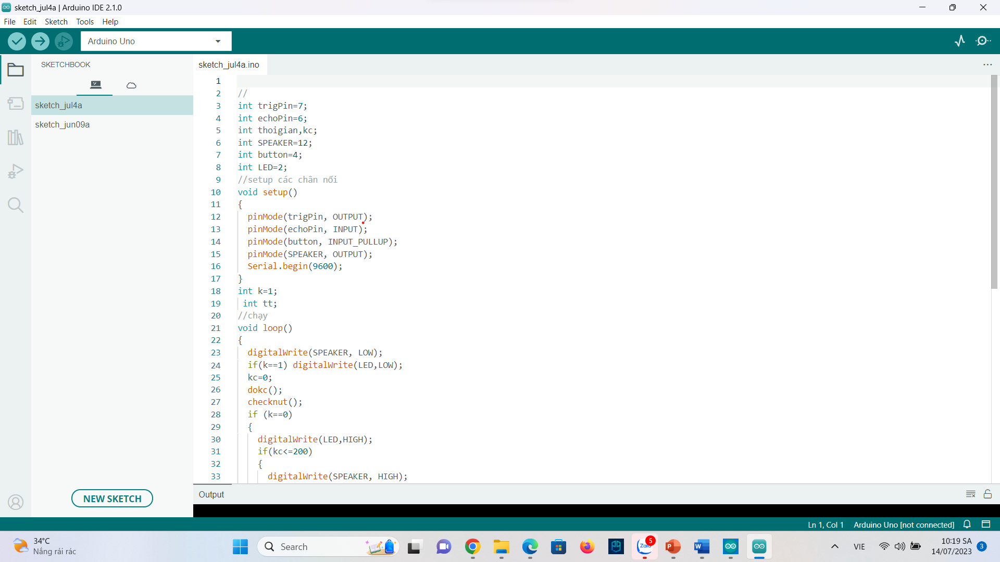 sketch_jul4a | Arduino IDE 2.1.0
File Edit Sketch Tools Help
Arduino Uno
SKETCHBOOK
sketch_jul4a
sketch_jun09a
NEW SKETCH
sketch_jul4a.ino
1
2 //
3 int trigPin=7;
4 int echoPin=6;
5 int thoigian,kc;
6 int SPEAKER=12;
7 int button=4;
8 int LED=2;
9 //setup các chân nối
10 void setup()
11 {
12 pinMode(trigPin, OUTPUT);
13 pinMode(echoPin, INPUT);
14 pinMode(button, INPUT_PULLUP);
15 pinMode(SPEAKER, OUTPUT);
16 Serial.begin(9600);
17 }
18 int k=1;
19 int tt;
20 //chạy
21 void loop()
22 {
23 digitalWrite(SPEAKER, LOW);
24 if(k==1) digitalWrite(LED,LOW);
25 kc=0;
26 dokc();
27 checknut();
28 if (k==0)
29 {
30 digitalWrite(LED,HIGH);
31 if(kc<=200)
32 {
33 digitalWrite(SPEAKER, HIGH);
Output
Ln 1, Col 1 Arduino Uno [not connected]
34°C
Nắng rải rác
Search
Zalo
5
P
W
VIE
10:19 SA
14/07/2023
3